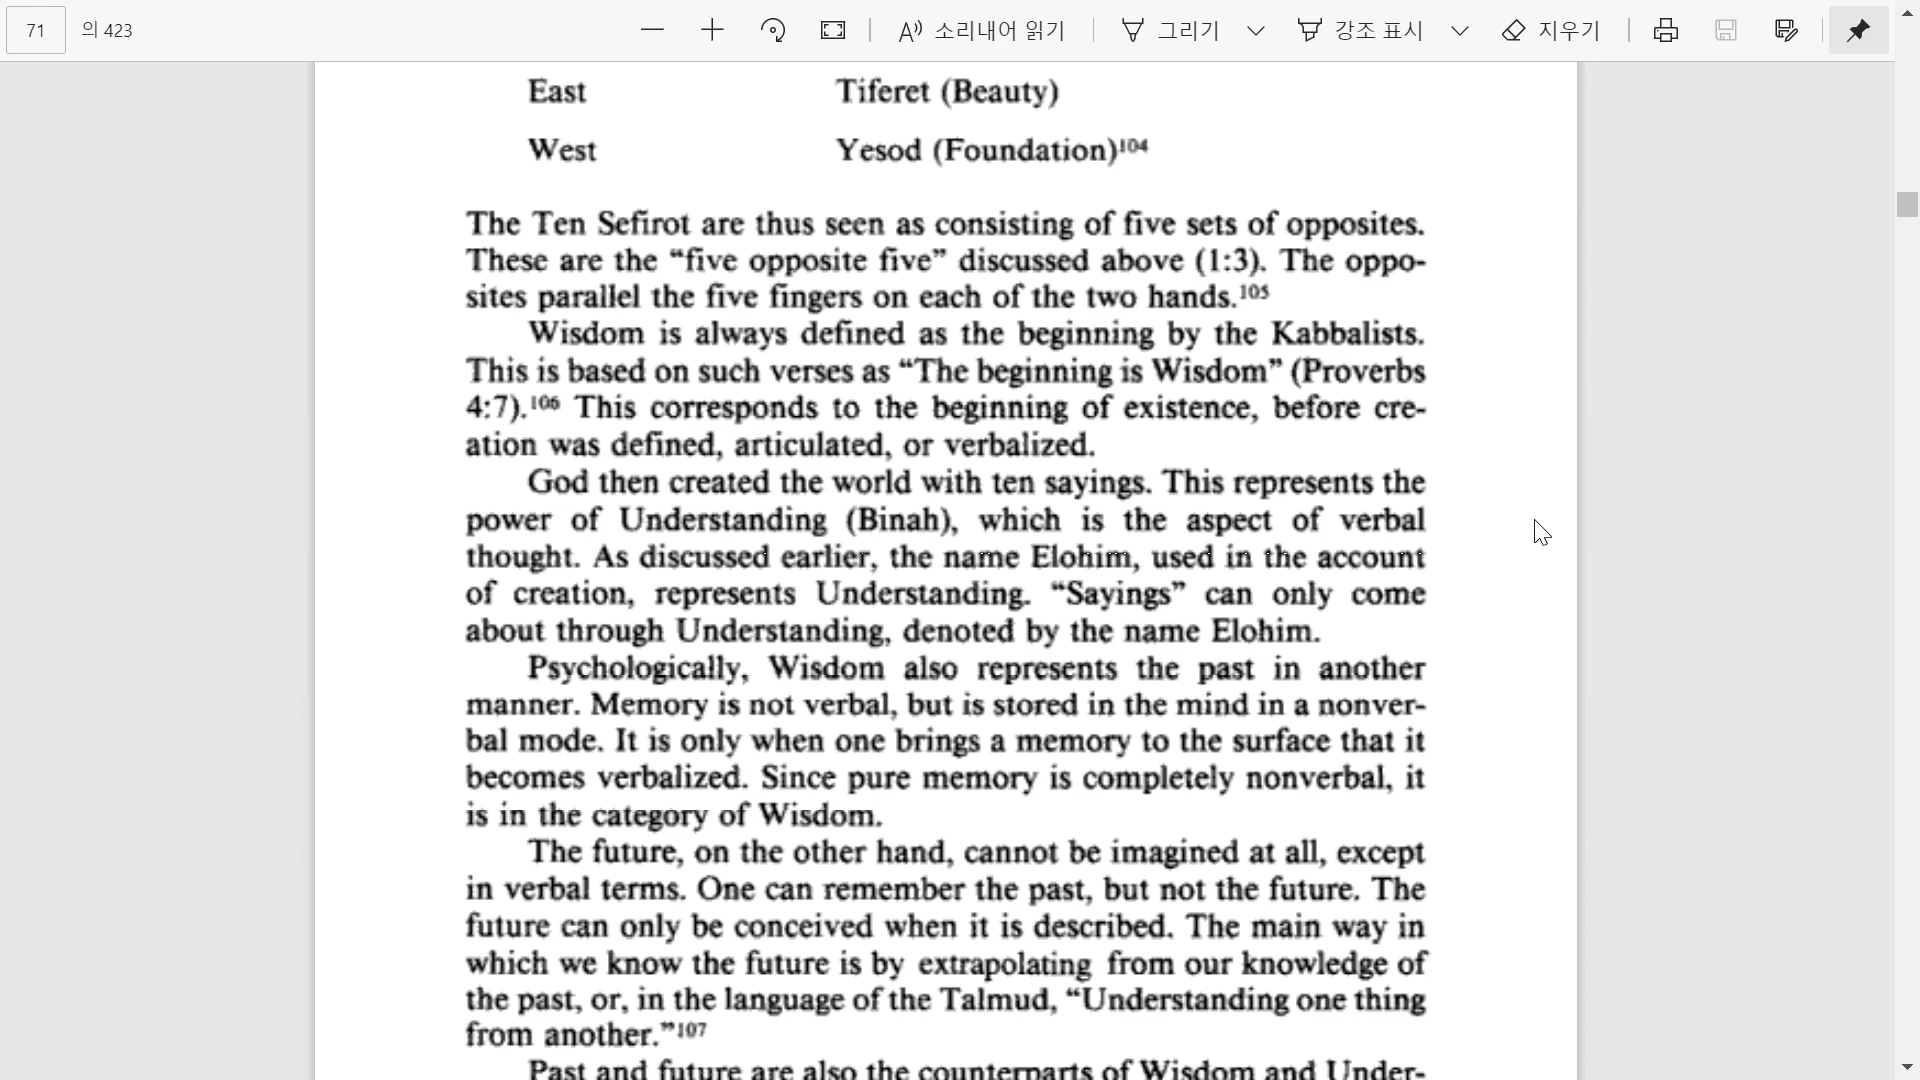 71 의 423 소리내어 읽기 그리기 강조 표시 지우기
East Tiferet (Beauty)
West Yesod (Foundation)¹⁰⁴
The Ten Sefirot are thus seen as consisting of five sets of opposites.
These are the “five opposite five” discussed above (1:3). The oppo-
sites parallel the five fingers on each of the two hands.¹⁰⁵
Wisdom is always defined as the beginning by the Kabbalists.
This is based on such verses as “The beginning is Wisdom” (Proverbs
4:7).¹⁰⁶ This corresponds to the beginning of existence, before cre-
ation was defined, articulated, or verbalized.
God then created the world with ten sayings. This represents the
power of Understanding (Binah), which is the aspect of verbal
thought. As discussed earlier, the name Elohim, used in the account
of creation, represents Understanding. “Sayings” can only come
about through Understanding, denoted by the name Elohim.
Psychologically, Wisdom also represents the past in another
manner. Memory is not verbal, but is stored in the mind in a nonver-
bal mode. It is only when one brings a memory to the surface that it
becomes verbalized. Since pure memory is completely nonverbal, it
is in the category of Wisdom.
The future, on the other hand, cannot be imagined at all, except
in verbal terms. One can remember the past, but not the future. The
future can only be conceived when it is described. The main way in
which we know the future is by extrapolating from our knowledge of
the past, or, in the language of the Talmud, “Understanding one thing
from another.”¹⁰⁷
Past and future are also the counterparts of Wisdom and Under-